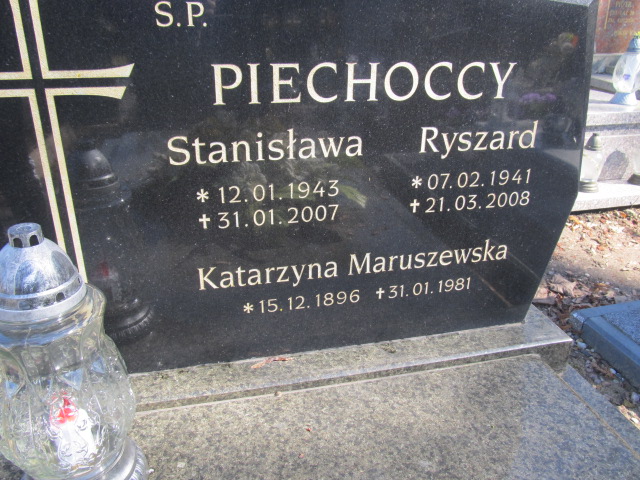 S.P.
PIECHOCCY
Stanisława Ryszard
* 12.01.1943 * 07.02.1941
✝ 31.01.2007 ✝ 21.03.2008
Katarzyna Maruszewska
* 15.12.1896 ✝ 31.01.1981